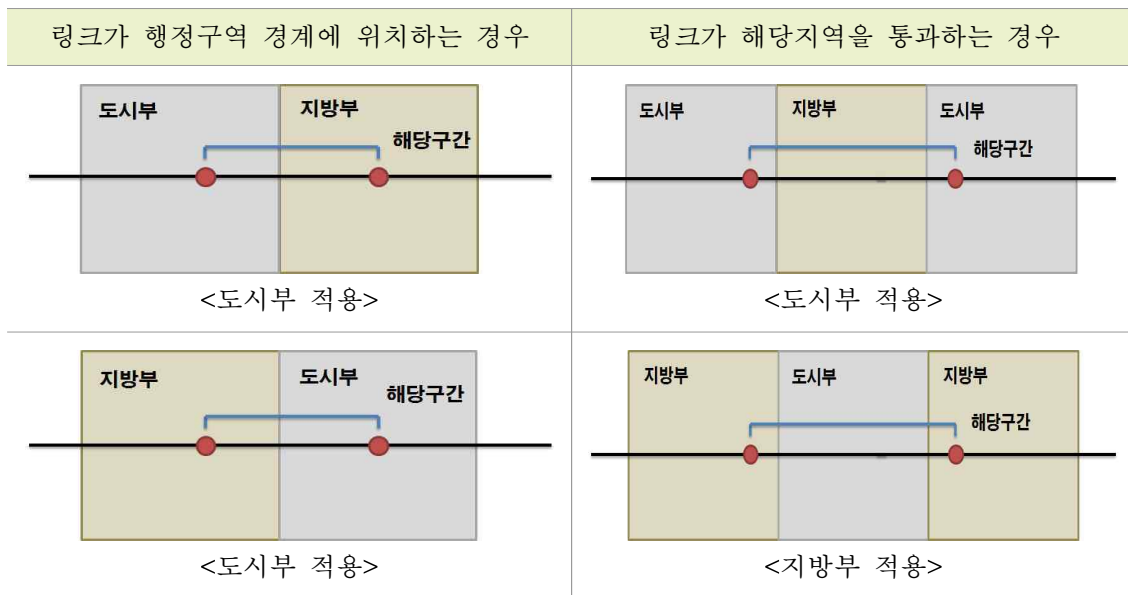 링크가 행정구역 경계에 위치하는 경우
링크가 해당지역을 통과하는 경우
도시부
지방부
해당구간
<도시부 적용>
도시부
지방부
도시부
해당구간
<도시부 적용>
지방부
도시부
해당구간
<도시부 적용>
지방부
도시부
지방부
해당구간
<지방부 적용>